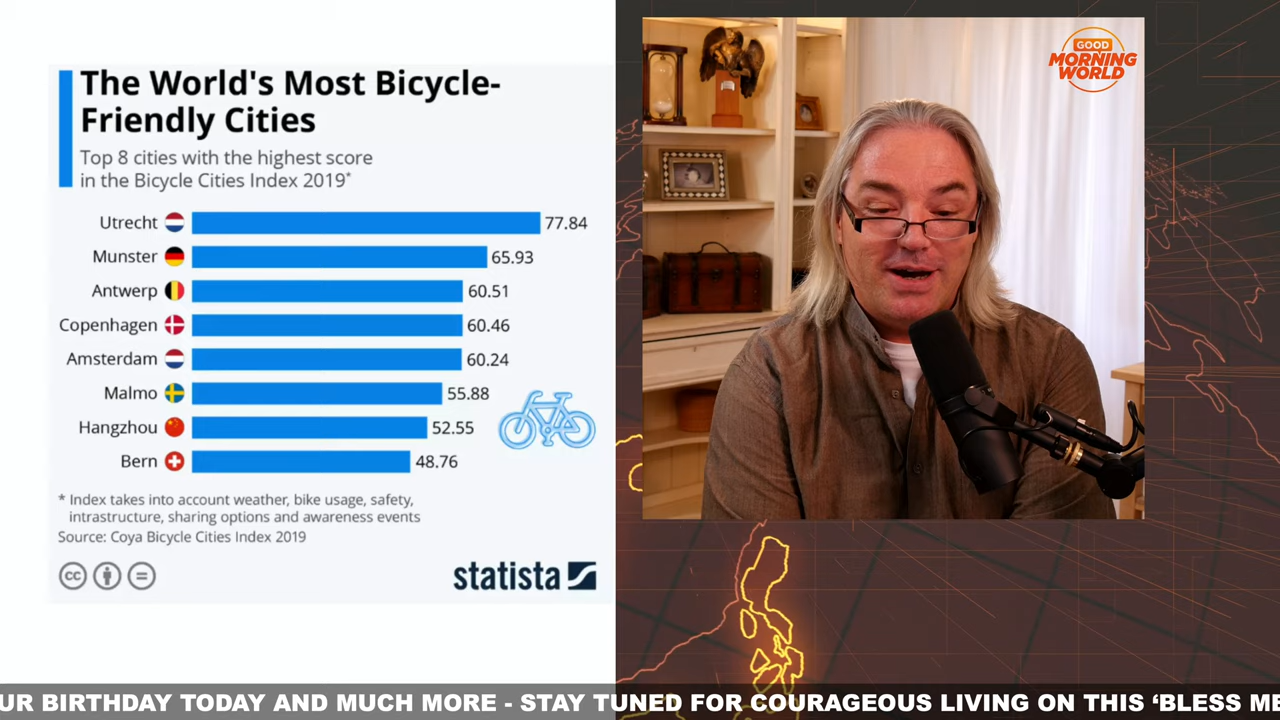 The World's Most Bicycle-
Friendly Cities
Top 8 cities with the highest score
in the Bicycle Cities Index 2019*
Utrecht 77.84
Munster 65.93
Antwerp 60.51
Copenhagen 60.46
Amsterdam 60.24
Malmo 55.88
Hangzhou 52.55
Bern 48.76
* Index takes into account weather, bike usage, safety,
intrastructure, sharing options and awareness events
Source: Coya Bicycle Cities Index 2019
cc
statista
GOOD
MORNING
WORLD
UR BIRTHDAY TODAY AND MUCH MORE - STAY TUNED FOR COURAGEOUS LIVING ON THIS ‘BLESS ME